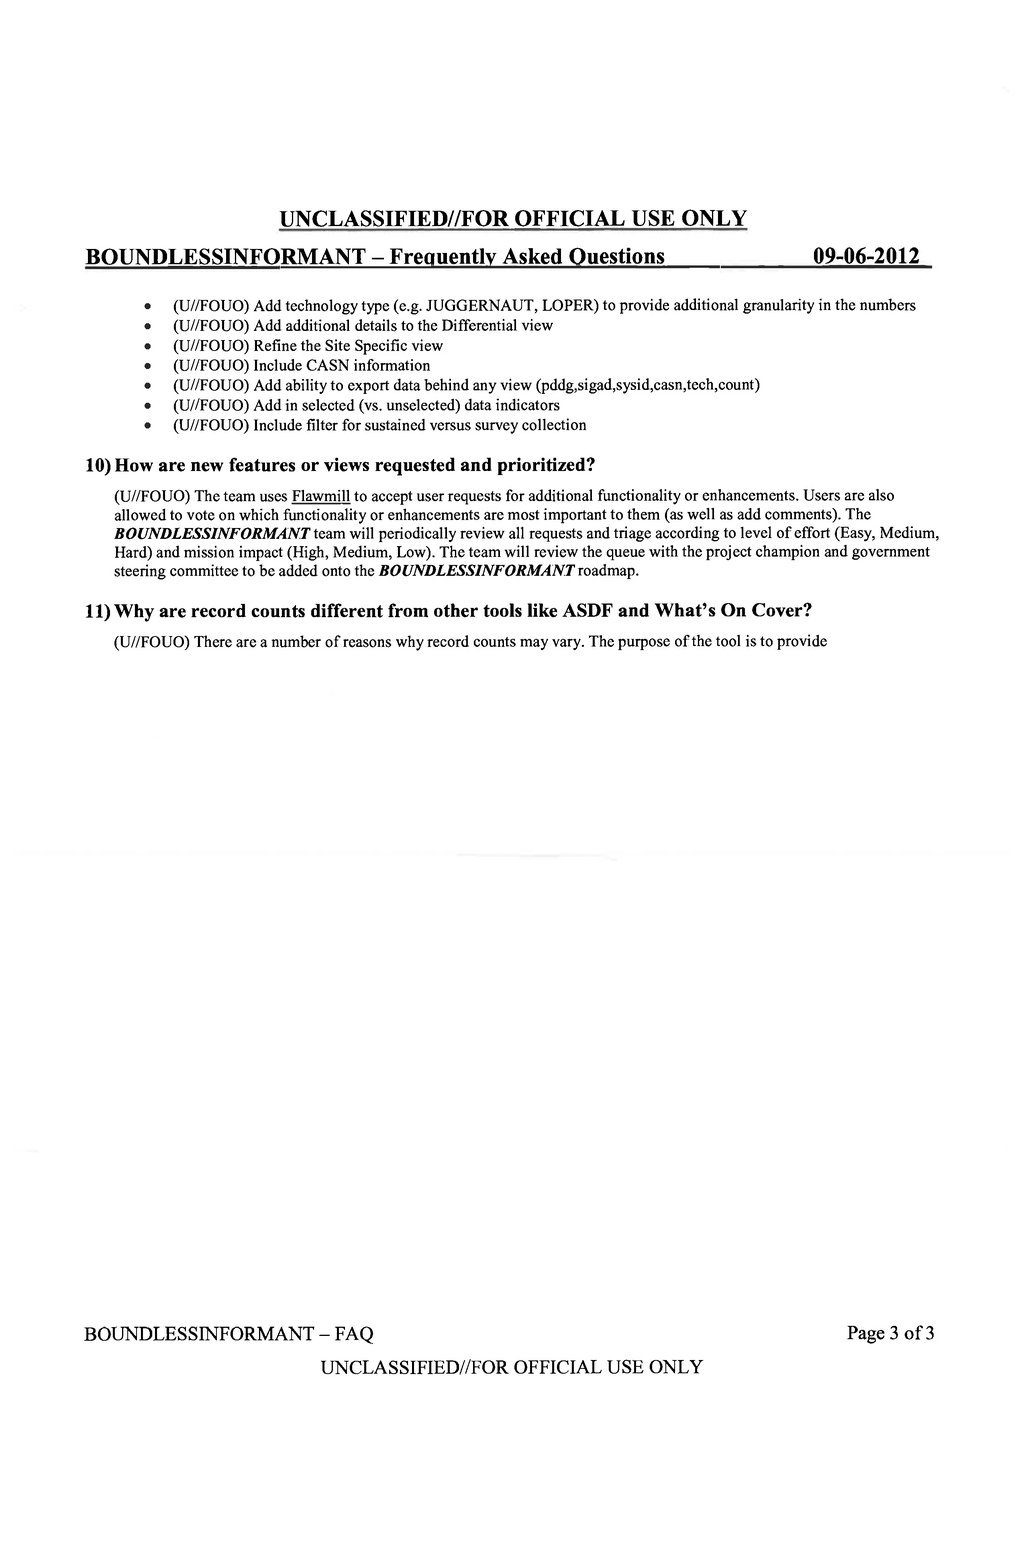 UNCLASSIFIED//FOR OFFICIAL USE ONLY
BOUNDLESSINFORMANT – Frequently Asked Questions 09-06-2012
• (U//FOUO) Add technology type (e.g. JUGGERNAUT, LOPER) to provide additional granularity in the numbers
• (U//FOUO) Add additional details to the Differential view
• (U//FOUO) Refine the Site Specific view
• (U//FOUO) Include CASN information
• (U//FOUO) Add ability to export data behind any view (pddg,sigad,sysid,casn,tech,count)
• (U//FOUO) Add in selected (vs. unselected) data indicators
• (U//FOUO) Include filter for sustained versus survey collection
10) How are new features or views requested and prioritized?
(U//FOUO) The team uses Flawmill to accept user requests for additional functionality or enhancements. Users are also
allowed to vote on which functionality or enhancements are most important to them (as well as add comments). The
BOUNDLESSINFORMANT team will periodically review all requests and triage according to level of effort (Easy, Medium,
Hard) and mission impact (High, Medium, Low). The team will review the queue with the project champion and government
steering committee to be added onto the BOUNDLESSINFORMANT roadmap.
11) Why are record counts different from other tools like ASDF and What's On Cover?
(U//FOUO) There are a number of reasons why record counts may vary. The purpose of the tool is to provide
BOUNDLESSINFORMANT – FAQ Page 3 of 3
UNCLASSIFIED//FOR OFFICIAL USE ONLY